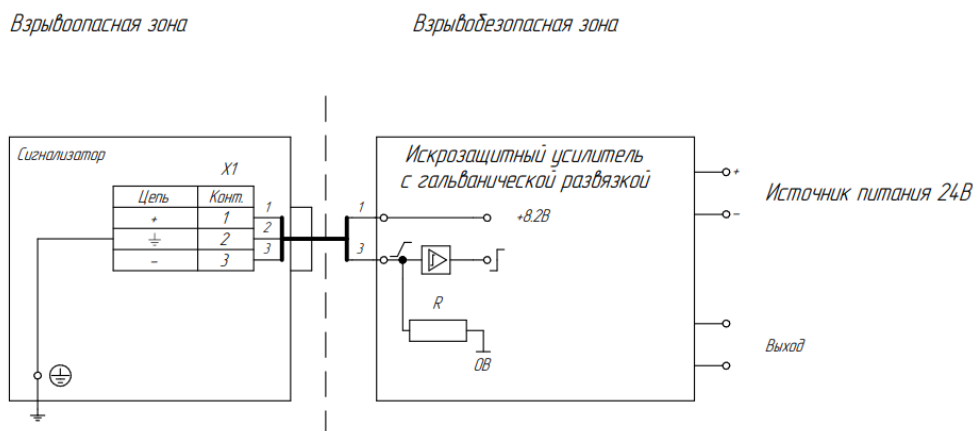 Взрывоопасная зона
Взрывобезопасная зона
Сигнализатор
X1
Цепь Конт.
+ 1
2
- 3
1
2
3
1
3
Искрозащитный усилитель
с гальванической развязкой
+8.2В
R
0В
+
-
Источник питания 24В
Выход